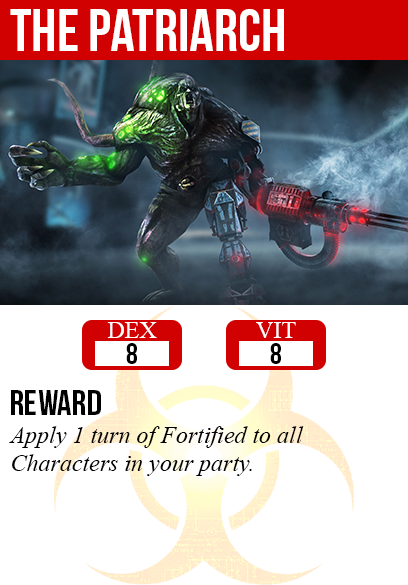 THE PATRIARCH
DEX
8
VIT
8
REWARD
Apply 1 turn of Fortified to all
Characters in your party.